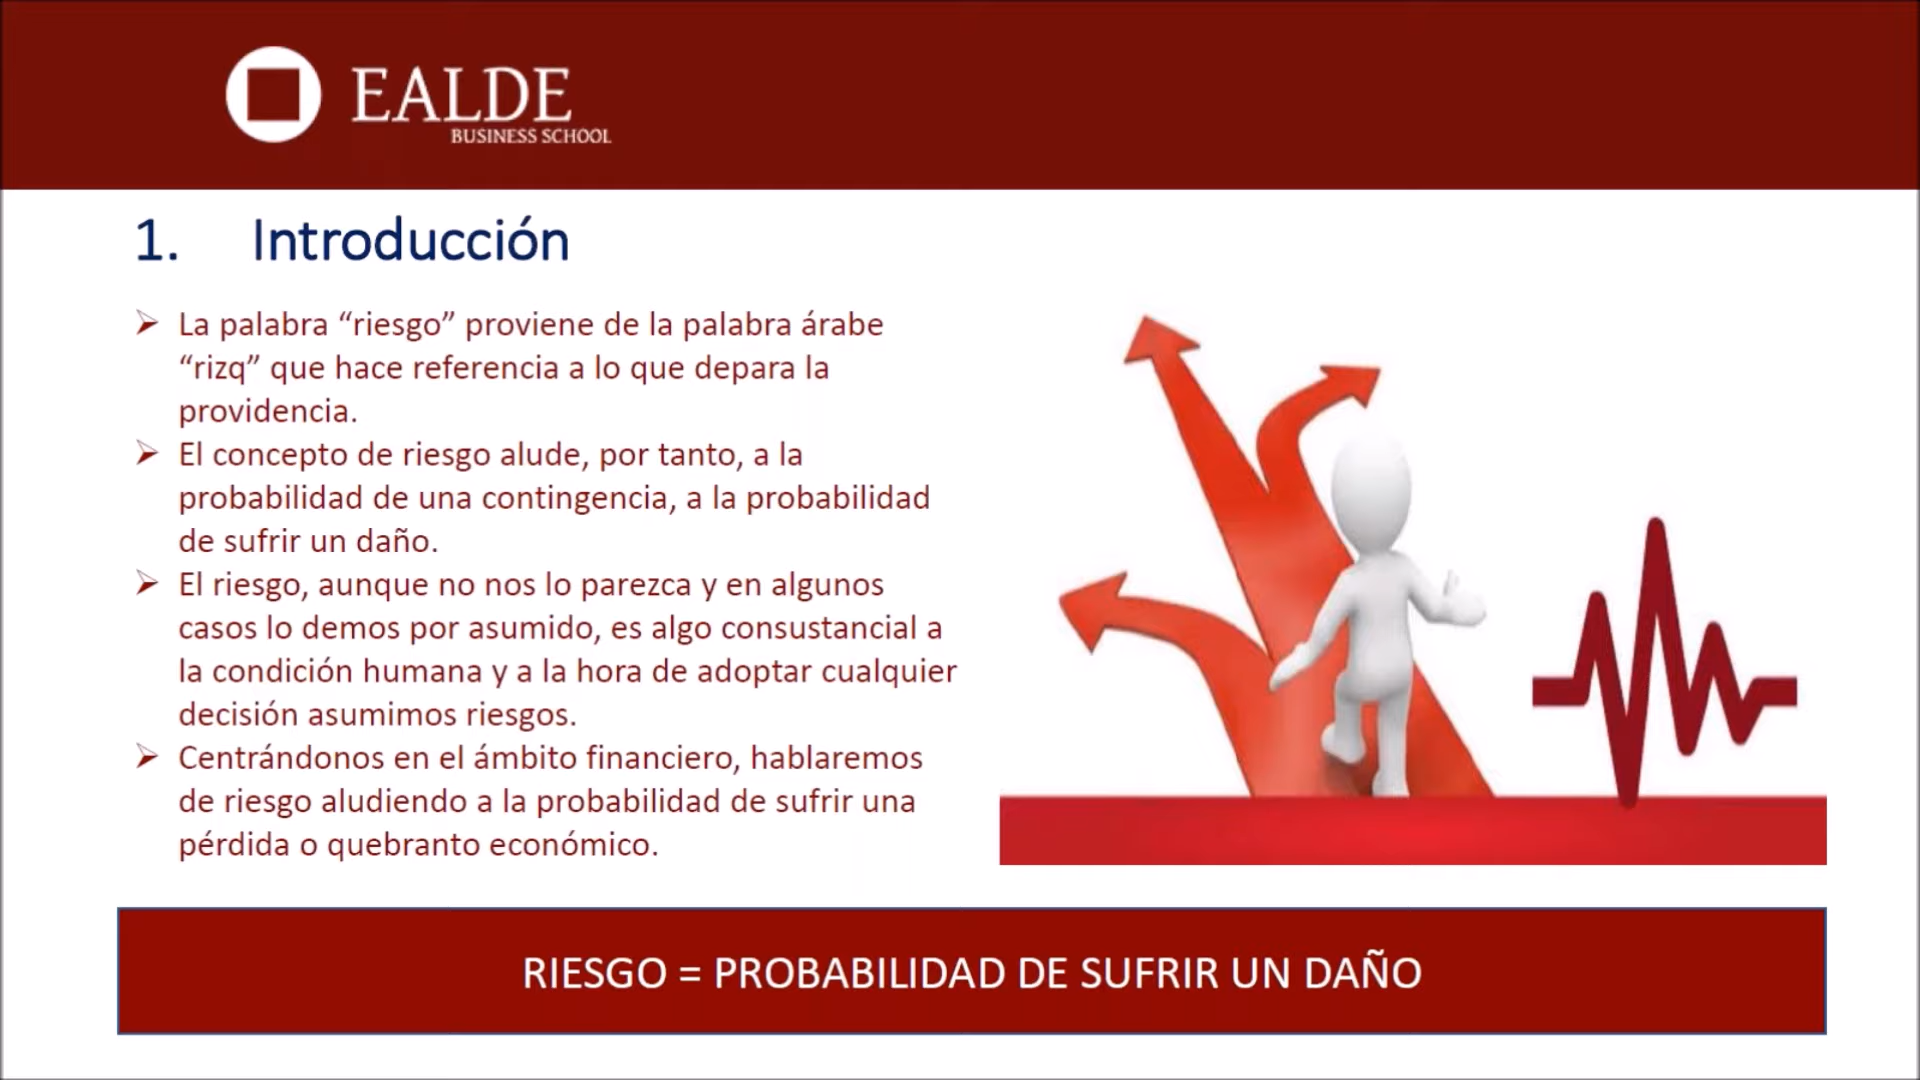 EALDE
BUSINESS SCHOOL
1. Introducción
➢ La palabra “riesgo” proviene de la palabra árabe
“rizq” que hace referencia a lo que depara la
providencia.
➢ El concepto de riesgo alude, por tanto, a la
probabilidad de una contingencia, a la probabilidad
de sufrir un daño.
➢ El riesgo, aunque no nos lo parezca y en algunos
casos lo demos por asumido, es algo consustancial a
la condición humana y a la hora de adoptar cualquier
decisión asumimos riesgos.
➢ Centrándonos en el ámbito financiero, hablaremos
de riesgo aludiendo a la probabilidad de sufrir una
pérdida o quebranto económico.
RIESGO = PROBABILIDAD DE SUFRIR UN DAÑO